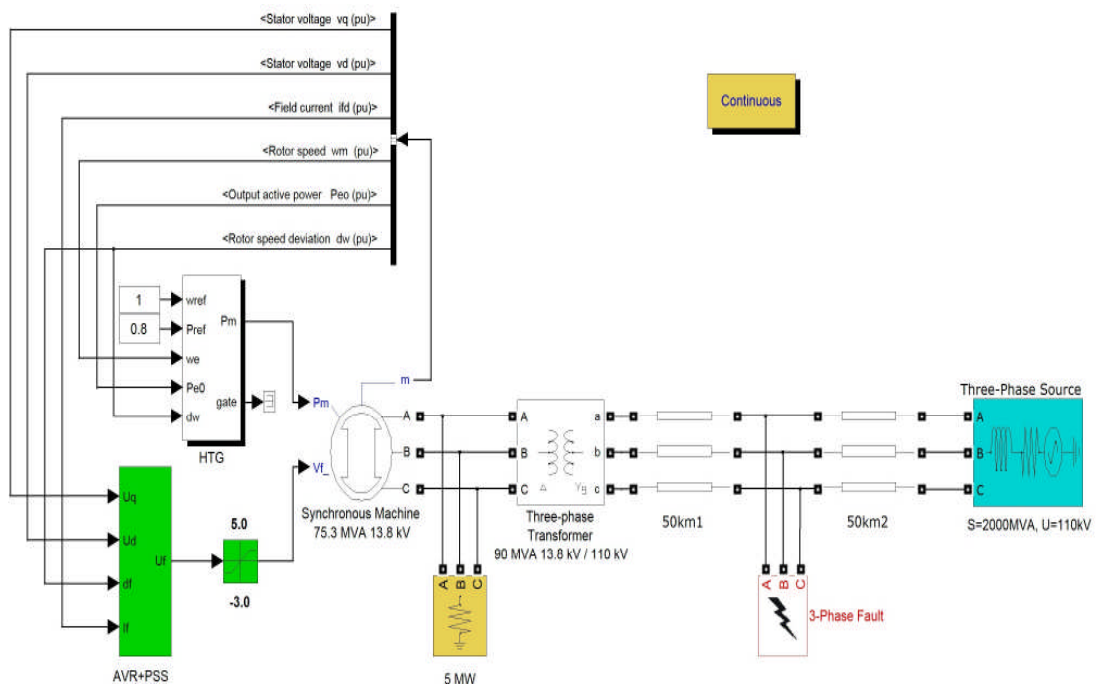 <Stator voltage vq (pu)>
<Stator voltage vd (pu)>
<Field current ifd (pu)>
<Rotor speed wm (pu)>
<Output active power Peo (pu)>
<Rotor speed deviation dw (pu)>
Continuous
1
0.8
wref
Pref
we
Pe0
dw
Pm
gate
HTG
Pm
Vf_
m
A
B
C
Synchronous Machine
75.3 MVA 13.8 kV
A
B
C
a
b
c
Δ
Yg
Three-phase
Transformer
90 MVA 13.8 kV / 110 kV
50km1
50km2
Three-Phase Source
A
B
C
S=2000MVA, U=110kV
Uq
Ud
df
If
Uf
AVR+PSS
5.0
-3.0
A B C
5 MW
A B C
3-Phase Fault